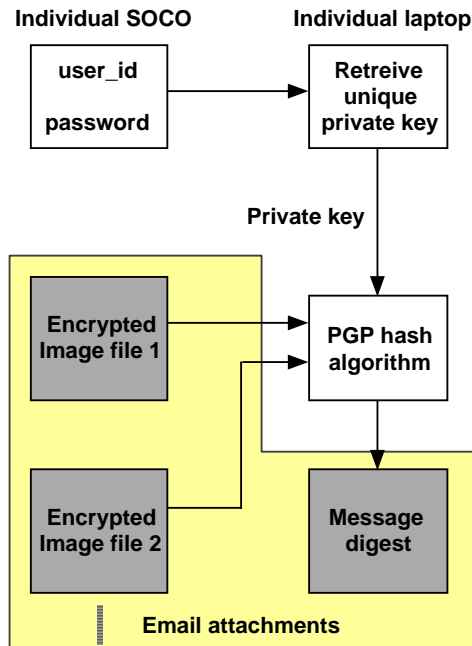 Individual SOCO
Individual laptop
user_id
password
Retreive
unique
private key
Private key
Encrypted
Image file 1
PGP hash
algorithm
Encrypted
Image file 2
Message
digest
Email attachments